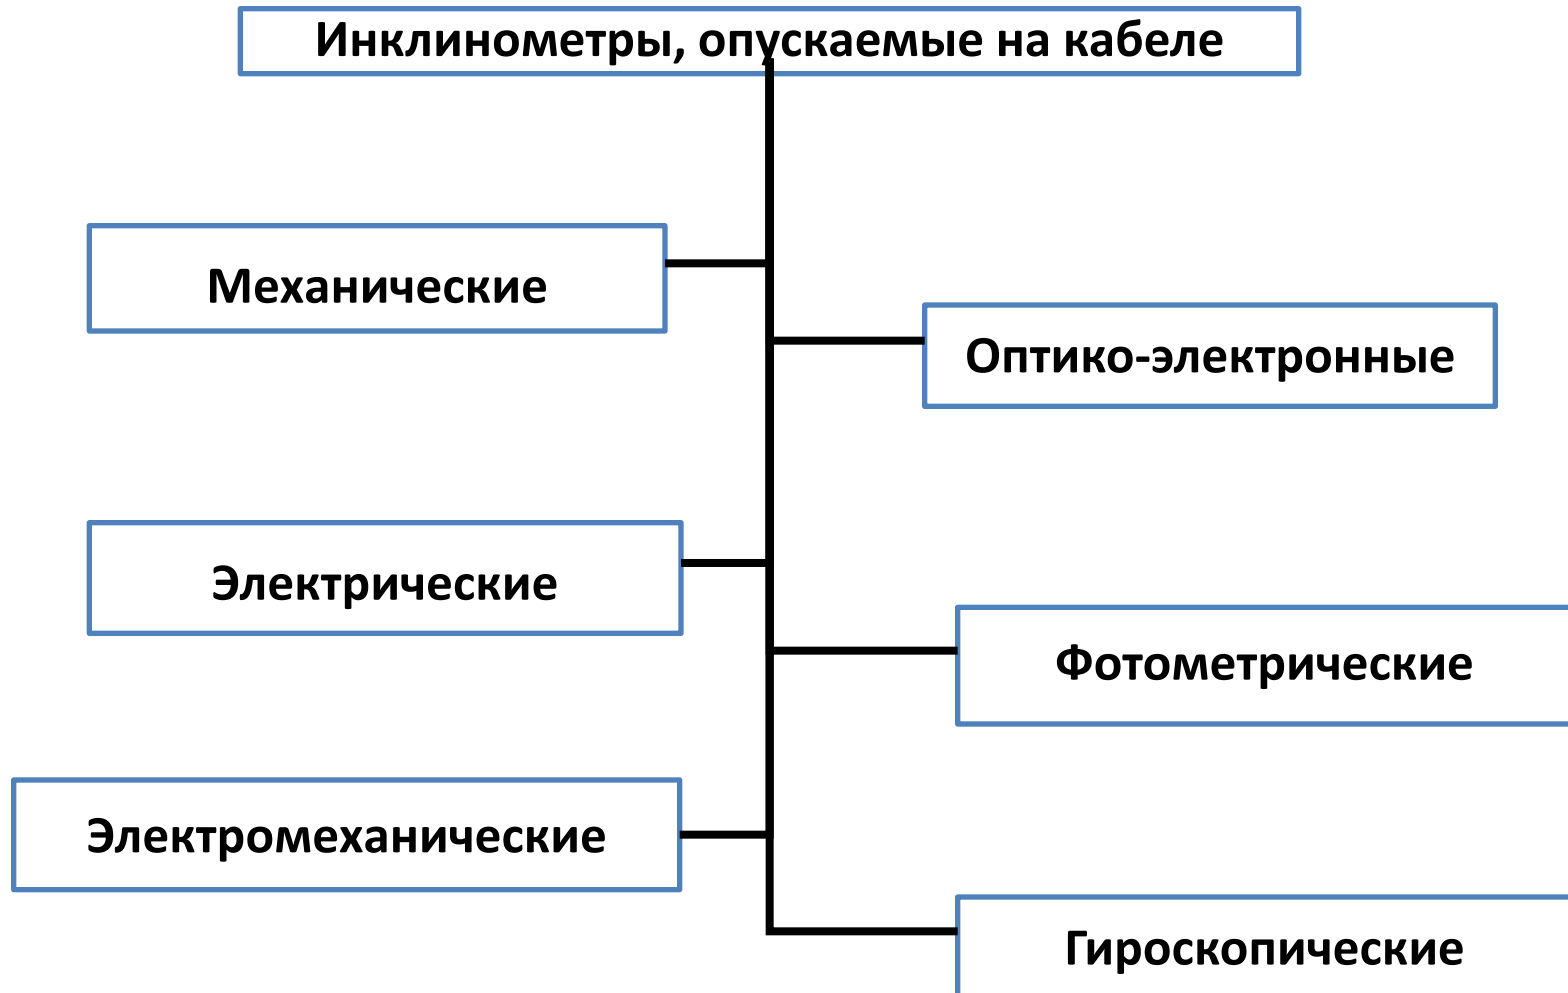 Инклинометры, опускаемые на кабеле
Механические
Оптико-электронные
Электрические
Фотометрические
Электромеханические
Гироскопические